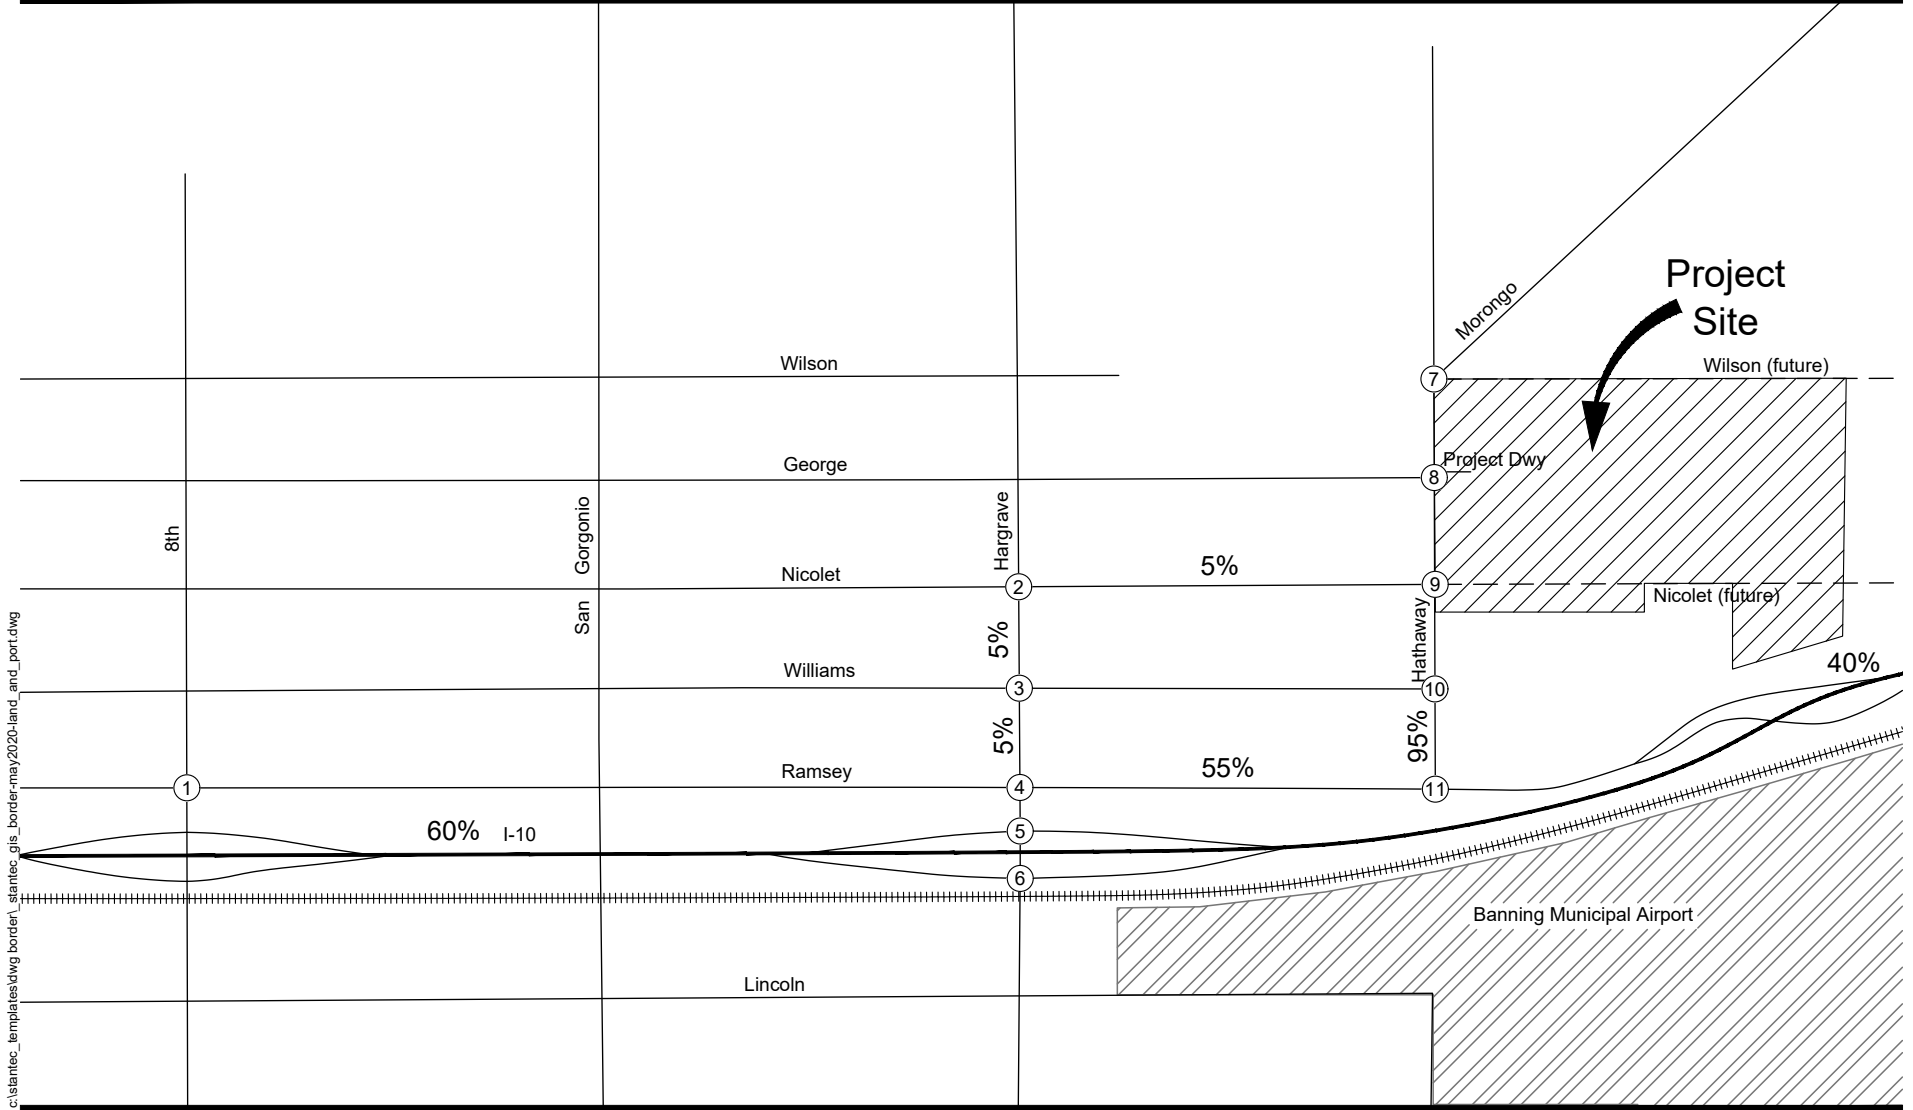 Project
Site
Morongo
Wilson
Wilson (future)
7
George
Project Dwy
8
8th
San Gorgonio
Hargrave
Nicolet
5%
2
9
Nicolet (future)
Hathaway
5%
Williams
3
10
40%
5%
95%
Ramsey
55%
1
4
11
60%
I-10
5
6
Banning Municipal Airport
Lincoln
c:\stantec_templates\dwg border\_stantec_gis_border-may2020-land_and_port.dwg